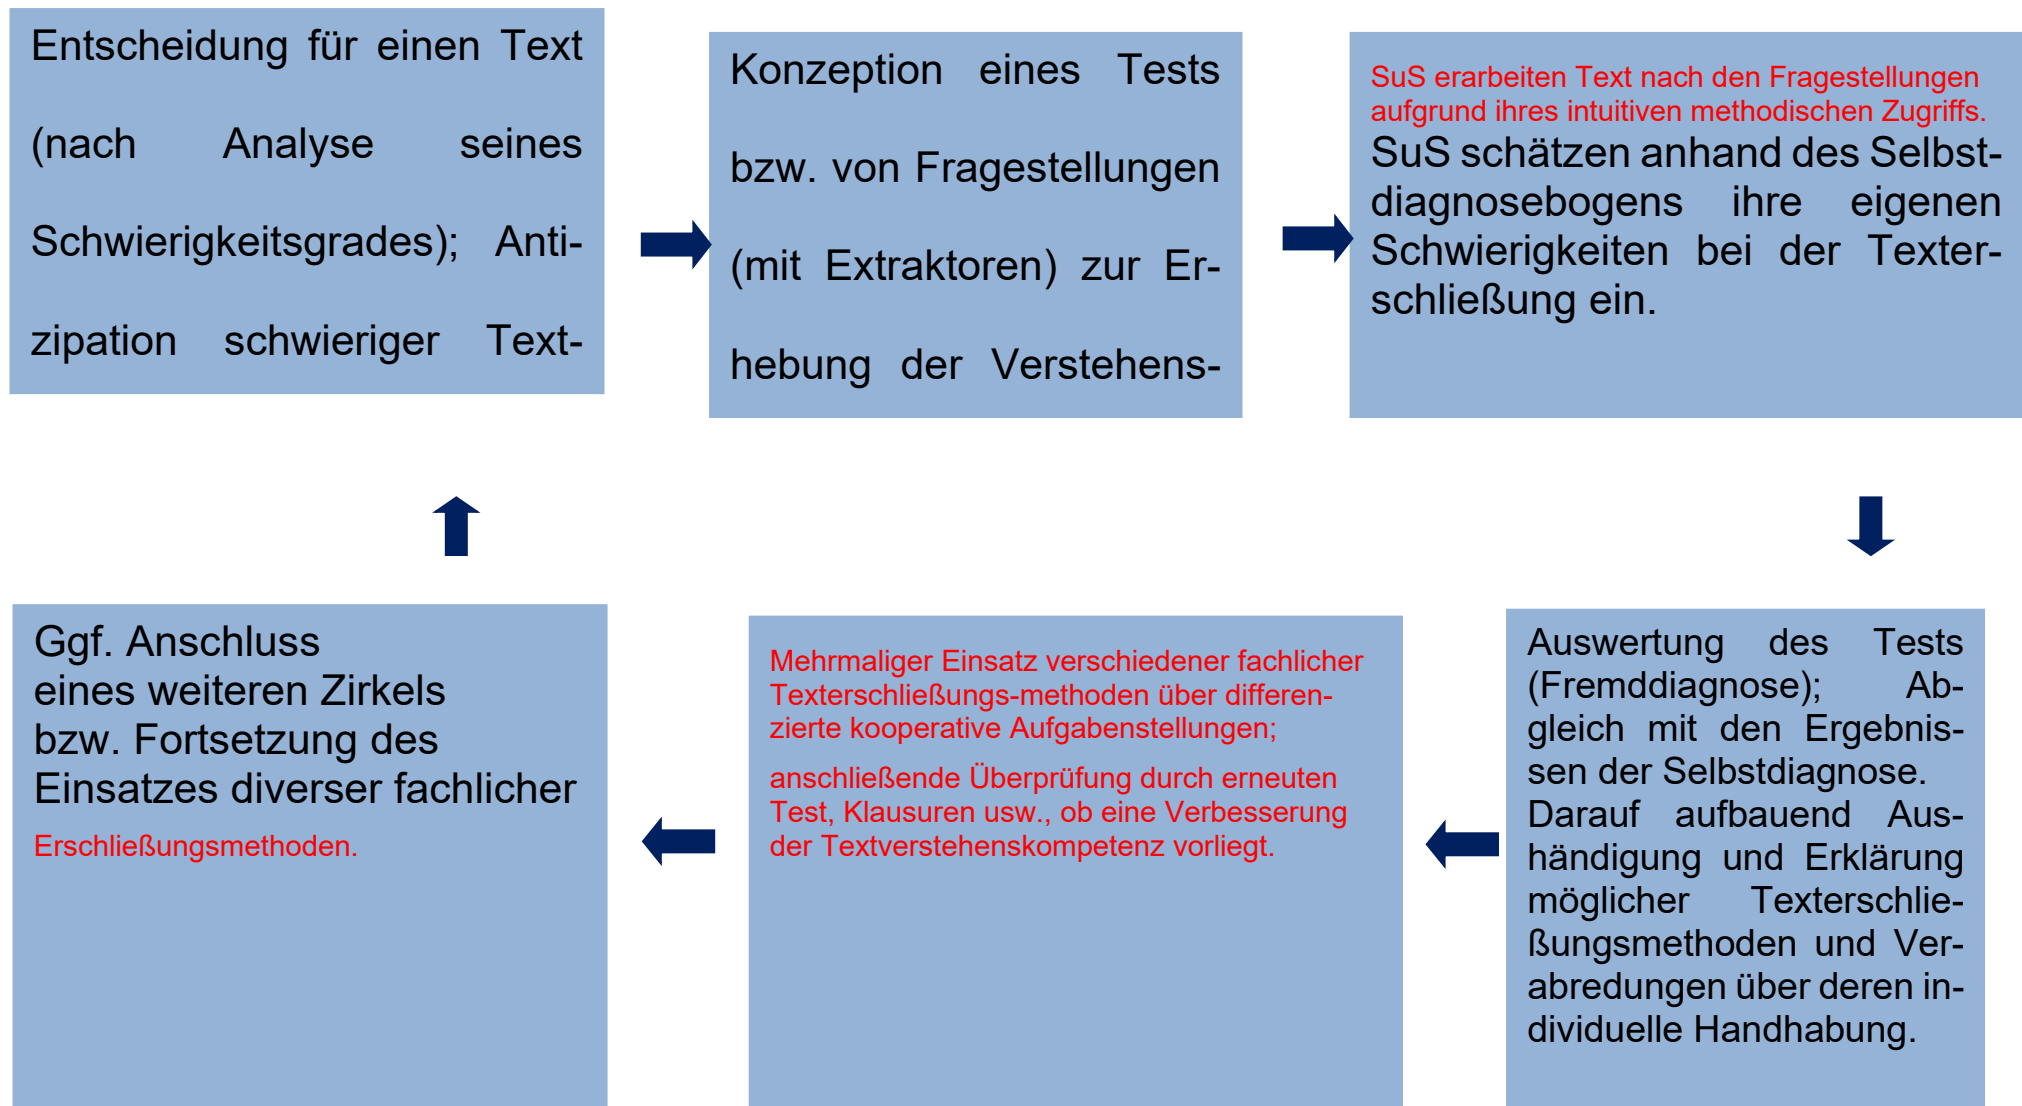 Entscheidung für einen Text
(nach Analyse seines
Schwierigkeitsgrades); Anti-
zipation schwieriger Text-
Konzeption eines Tests
bzw. von Fragestellungen
(mit Extraktoren) zur Er-
hebung der Verstehens-
SuS erarbeiten Text nach den Fragestellungen
aufgrund ihres intuitiven methodischen Zugriffs.
SuS schätzen anhand des Selbst-
diagnosebogens ihre eigenen
Schwierigkeiten bei der Texter-
schließung ein.
Auswertung des Tests
(Fremddiagnose); Ab-
gleich mit den Ergebnis-
sen der Selbstdiagnose.
Darauf aufbauend Aus-
händigung und Erklärung
möglicher Texterschlie-
ßungsmethoden und Ver-
abredungen über deren in-
dividuelle Handhabung.
Mehrmaliger Einsatz verschiedener fachlicher
Texterschließungs-methoden über differen-
zierte kooperative Aufgabenstellungen;
anschließende Überprüfung durch erneuten
Test, Klausuren usw., ob eine Verbesserung
der Textverstehenskompetenz vorliegt.
Ggf. Anschluss
eines weiteren Zirkels
bzw. Fortsetzung des
Einsatzes diverser fachlicher
Erschließungsmethoden.